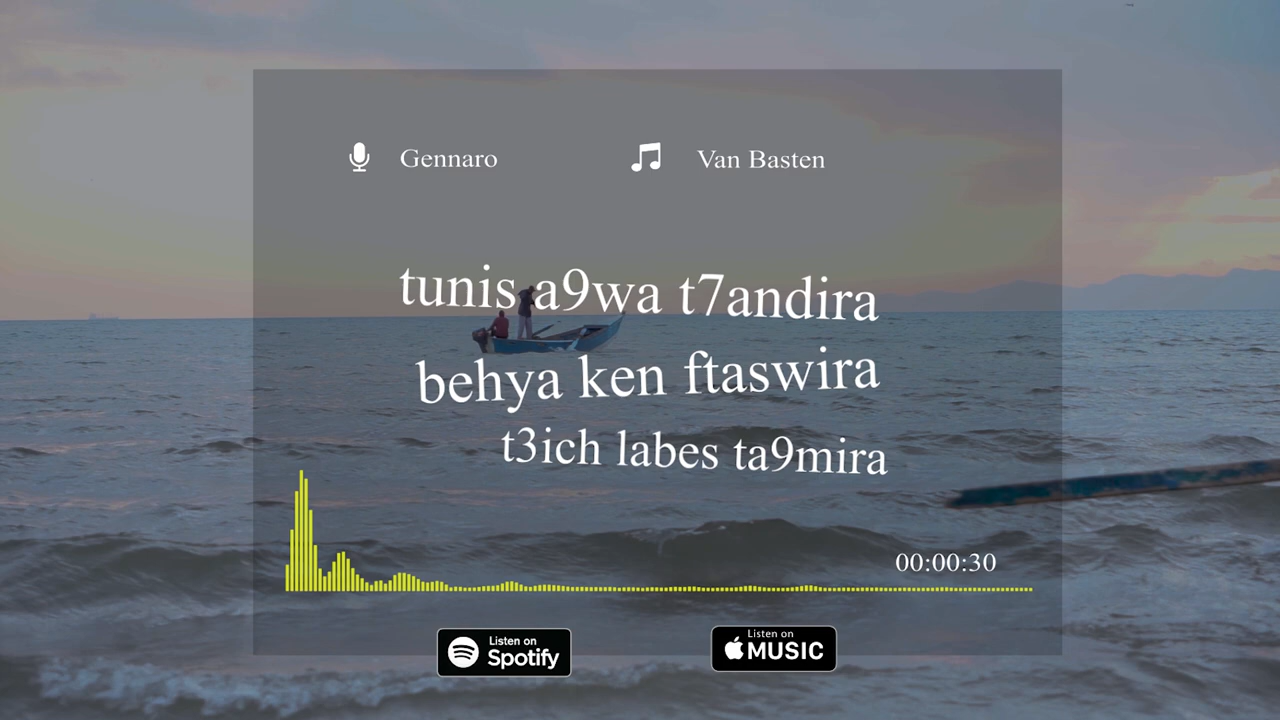 Gennaro
Van Basten
tunis a9wa t7andira
behya ken ftaswira
t3ich labes ta9mira
00:00:30
Listen on
Spotify
Listen on
MUSIC